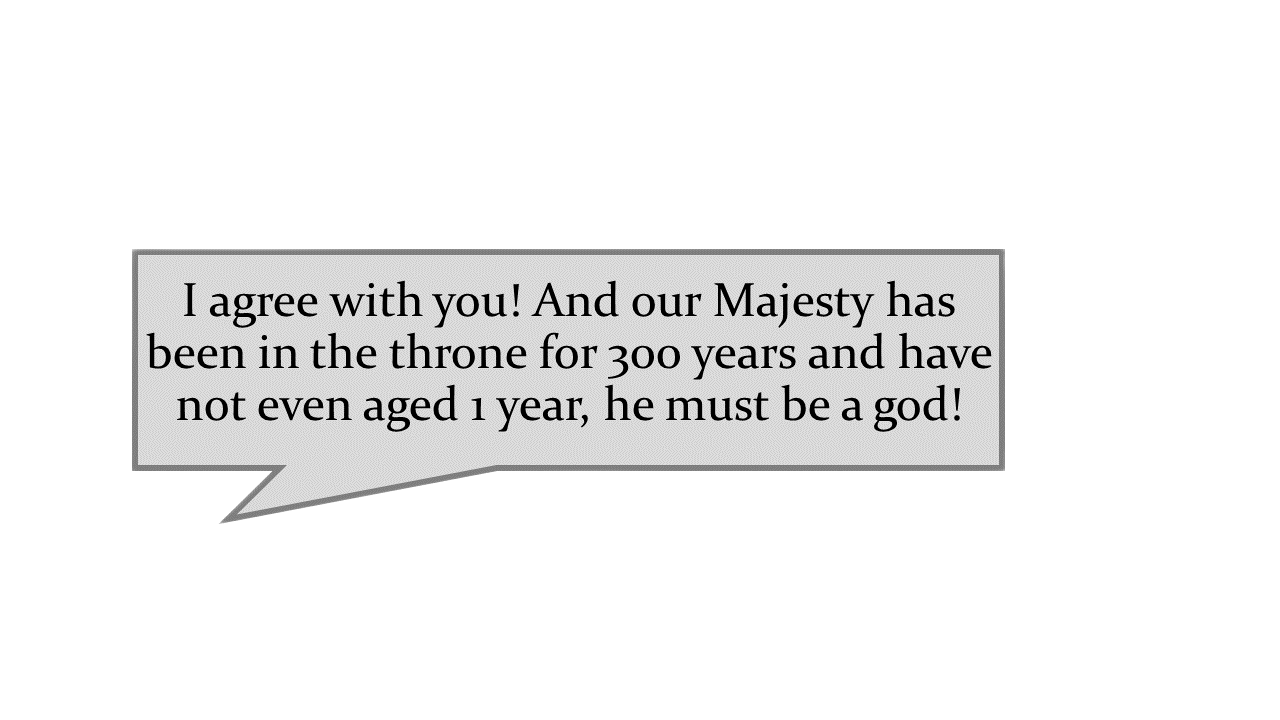 I agree with you! And our Majesty has
been in the throne for 300 years and have
not even aged 1 year, he must be a god!